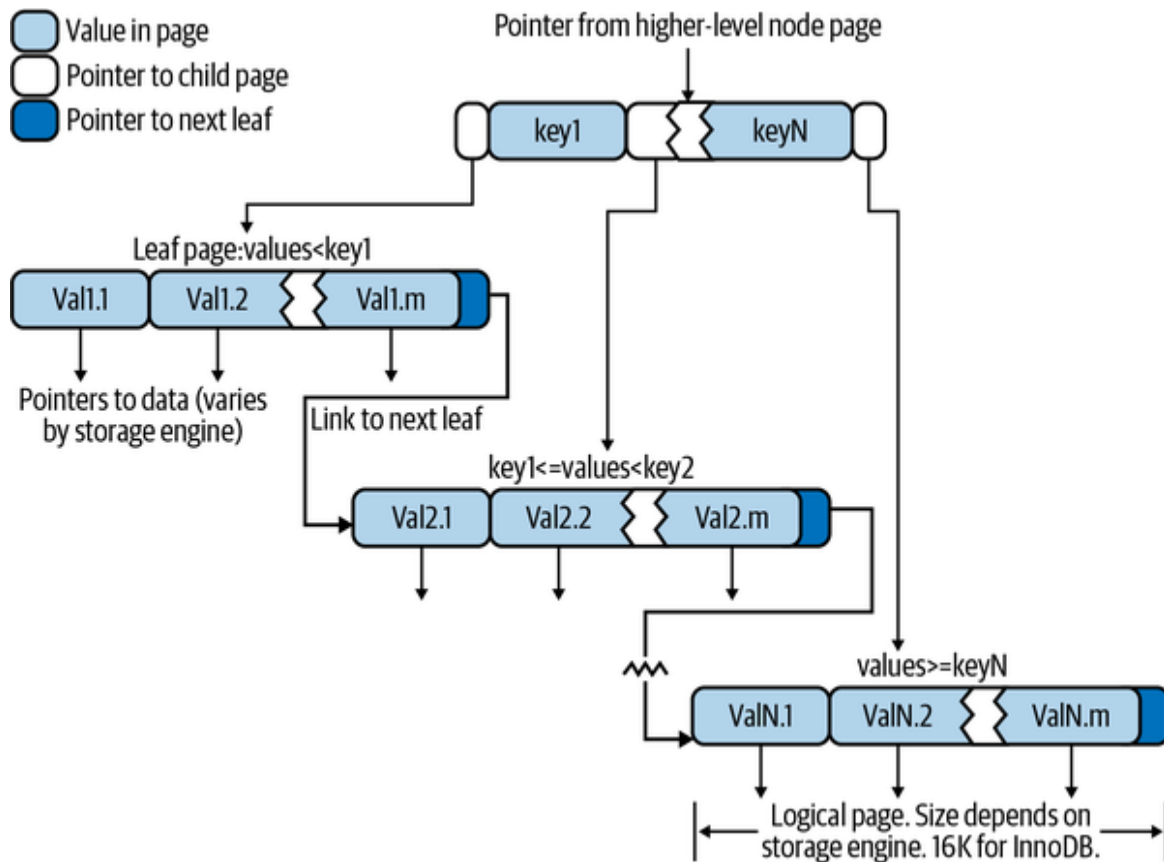 Value in page
Pointer to child page
Pointer to next leaf
Pointer from higher-level node page
key1
keyN
Leaf page:values<key1
Val1.1
Val1.2
Val1.m
Pointers to data (varies
by storage engine)
Link to next leaf
key1<=values<key2
Val2.1
Val2.2
Val2.m
values>=keyN
ValN.1
ValN.2
ValN.m
Logical page. Size depends on
storage engine. 16K for InnoDB.